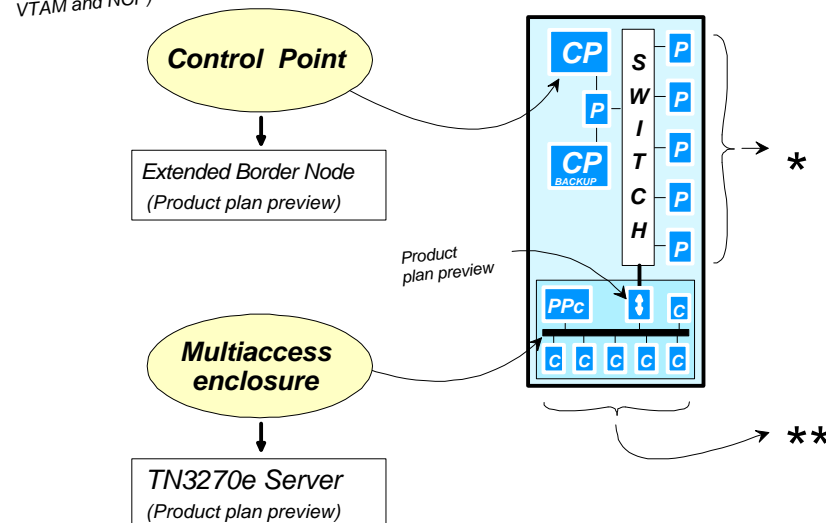 VTAM and NCP)
Control Point
Extended Border Node
(Product plan preview)
CP
P
CP
BACKUP
S
W
I
T
C
H
P
P
P
P
P
*
Product
plan preview
PPc
C
C
C
C
C
C
**
Multiaccess
enclosure
TN3270e Server
(Product plan preview)